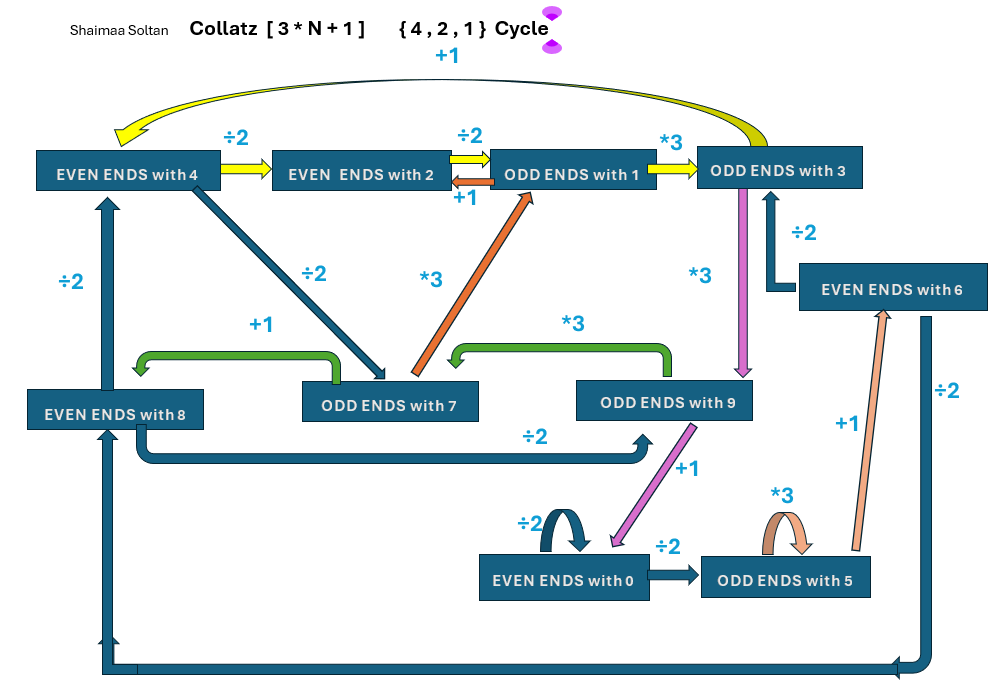 Shaimaa Soltan Collatz [ 3 * N + 1 ] { 4 , 2 , 1 } Cycle
+1
÷2
÷2
*3
EVEN ENDS with 4
EVEN ENDS with 2
ODD ENDS with 1
ODD ENDS with 3
+1
÷2
÷2
÷2
*3
*3
EVEN ENDS with 6
+1
*3
÷2
EVEN ENDS with 8
ODD ENDS with 7
ODD ENDS with 9
+1
÷2
+1
*3
÷2
÷2
EVEN ENDS with 0
ODD ENDS with 5